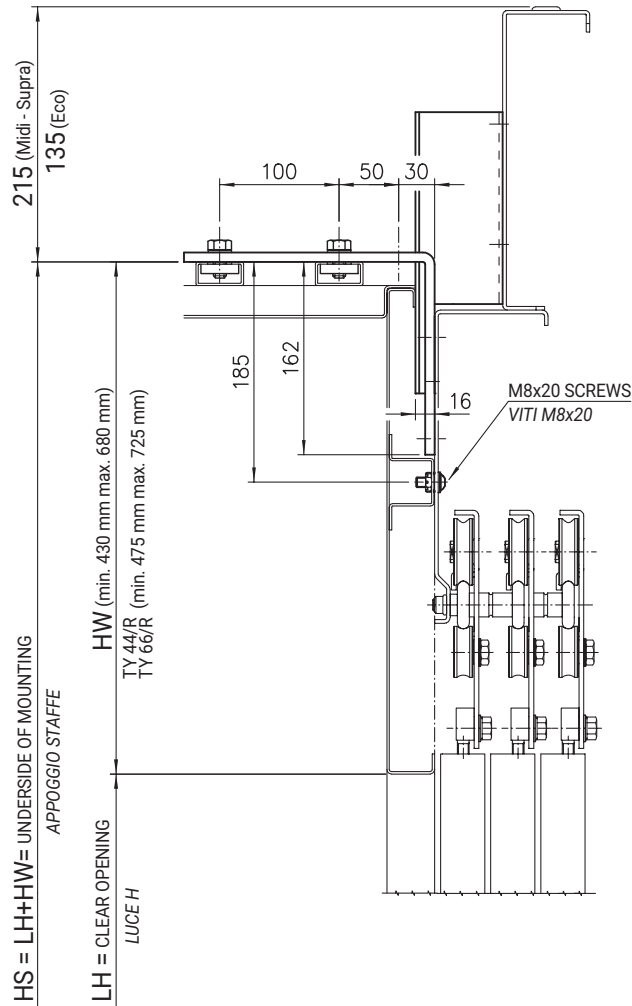 215 (Midi - Supra)
135 (Eco)
100
50
30
185
162
16
M8x20 SCREWS
VITI M8x20
HW (min. 430 mm max. 680 mm)
TY 44/R
TY 66/R (min. 475 mm max. 725 mm)
HS = LH+HW= UNDERSIDE OF MOUNTING
APPOGGIO STAFFE
LH = CLEAR OPENING
LUCE H